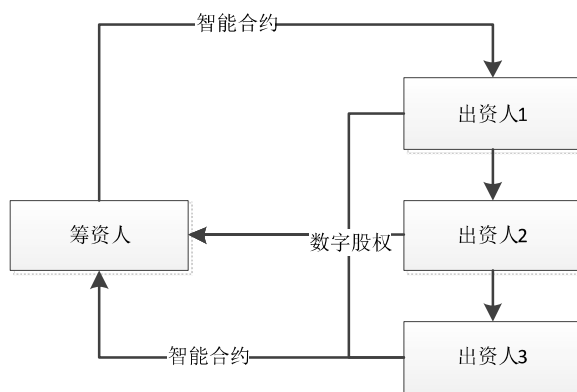 智能合约
出资人1
筹资人
数字股权
出资人2
智能合约
出资人3